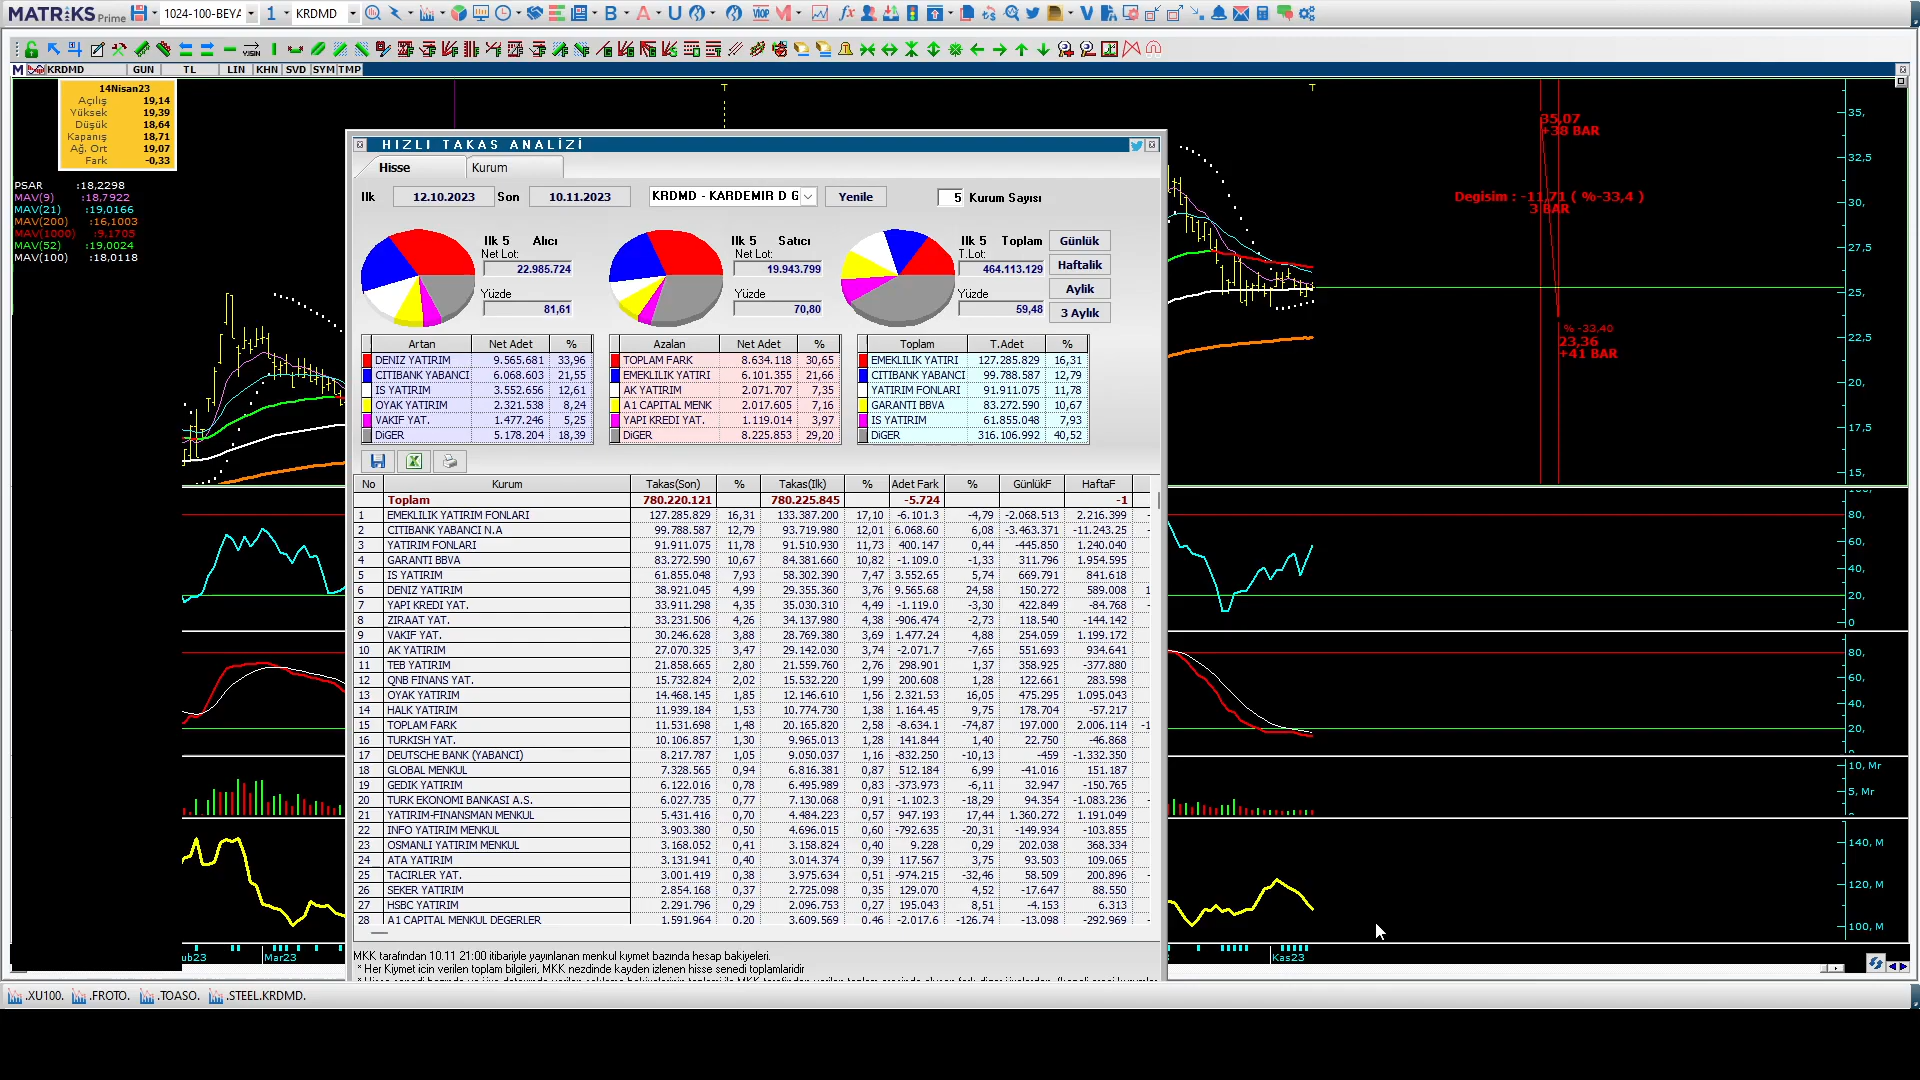 MATRİKS Prime
1024-100-BEYA
1
KRDMD
KRDMD GUN TL LIN KHN SVD SYM TMP
14Nisan23
Açılış 19,14
Yüksek 19,39
Düşük 18,64
Kapanış 18,71
Ağ. Ort 19,07
Fark -0,33
PSAR :18,2298
MAV(9) :18,7922
MAV(21) :19,0166
MAV(200) :16,1003
MAV(1000) :9,1705
MAV(52) :19,0024
MAV(100) :18,0118
HIZLI TAKAS ANALİZİ
Hisse
Kurum
Ilk 12.10.2023 Son 10.11.2023 KRDMD - KARDEMIR D G Yenile 5 Kurum Sayısı
Ilk 5 Alıcı
Net Lot:
22.985.724
Yüzde
81,61
Ilk 5 Satıcı
Net Lot:
19.943.799
Yüzde
70,80
Ilk 5 Toplam
T.Lot:
464.113.129
Yüzde
59,48
Günlük
Haftalik
Aylik
3 Aylık
Artan Net Adet %
DENIZ YATIRIM 9.565.681 33,96
CITIBANK YABANCI 6.068.603 21,55
IS YATIRIM 3.552.656 12,61
OYAK YATIRIM 2.321.538 8,24
VAKIF YAT. 1.477.246 5,25
DiGER 5.178.204 18,39
Azalan Net Adet %
TOPLAM FARK 8.634.118 30,65
EMEKLILIK YATIRI 6.101.355 21,66
AK YATIRIM 2.071.707 7,35
A1 CAPITAL MENK 2.017.605 7,16
YAPI KREDI YAT. 1.119.014 3,97
DiGER 8.225.853 29,20
Toplam T.Adet %
EMEKLILIK YATIRI 127.285.829 16,31
CITIBANK YABANCI 99.788.587 12,79
YATIRIM FONLARI 91.911.075 11,78
GARANTI BBVA 83.272.590 10,67
IS YATIRIM 61.855.048 7,93
DiGER 316.106.992 40,52
No Kurum Takas(Son) % Takas(Ilk) % Adet Fark % GünlükF HaftaF
Toplam 780.220.121 780.225.845 -5.724 -1
1 EMEKLILIK YATIRIM FONLARI 127.285.829 16,31 133.387.200 17,10 -6.101.3 -4,79 -2.068.513 2.216.399
2 CITIBANK YABANCI N.A 99.788.587 12,79 93.719.980 12,01 6.068.60 6,08 -3.463.371 -11.243.25
3 YATIRIM FONLARI 91.911.075 11,78 91.510.930 11,73 400.147 0,44 -445.850 1.240.040
4 GARANTI BBVA 83.272.590 10,67 84.381.660 10,82 -1.109.0 -1,33 311.796 1.954.595
5 IS YATIRIM 61.855.048 7,93 58.302.390 7,47 3.552.65 5,74 669.791 841.618
6 DENIZ YATIRIM 38.921.045 4,99 29.355.360 3,76 9.565.68 24,58 150.272 589.008 1
7 YAPI KREDI YAT. 33.911.298 4,35 35.030.310 4,49 -1.119.0 -3,30 422.849 -84.768
8 ZIRAAT YAT. 33.231.506 4,26 34.137.980 4,38 -906.474 -2,73 118.540 -144.142
9 VAKIF YAT. 30.246.628 3,88 28.769.380 3,69 1.477.24 4,88 254.059 1.199.172
10 AK YATIRIM 27.070.325 3,47 29.142.030 3,74 -2.071.7 -7,65 551.693 934.641
11 TEB YATIRIM 21.858.665 2,80 21.559.760 2,76 298.901 1,37 358.925 -377.880
12 QNB FINANS YAT. 15.732.824 2,02 15.532.220 1,99 200.608 1,28 122.661 283.598
13 OYAK YATIRIM 14.468.145 1,85 12.146.610 1,56 2.321.53 16,05 475.295 1.095.043
14 HALK YATIRIM 11.939.184 1,53 10.774.730 1,38 1.164.45 9,75 178.704 -57.217
15 TOPLAM FARK 11.531.698 1,48 20.165.820 2,58 -8.634.1 -74,87 197.000 2.006.114 -1
16 TURKISH YAT. 10.106.857 1,30 9.965.013 1,28 141.844 1,40 22.750 -46.868
17 DEUTSCHE BANK (YABANCI) 8.217.787 1,05 9.050.037 1,16 -832.250 -10,13 -459 -1.332.350
18 GLOBAL MENKUL 7.328.565 0,94 6.816.381 0,87 512.184 6,99 -41.016 151.187
19 GEDIK YATIRIM 6.122.016 0,78 6.495.989 0,83 -373.973 -6,11 32.947 -150.765
20 TURK EKONOMI BANKASI A.S. 6.027.735 0,77 7.130.068 0,91 -1.102.3 -18,29 94.354 -1.083.236
21 YATIRIM-FINANSMAN MENKUL 5.431.416 0,70 4.484.223 0,57 947.193 17,44 1.360.272 1.191.049
22 INFO YATIRIM MENKUL 3.903.380 0,50 4.696.015 0,60 -792.635 -20,31 -149.934 -103.855
23 OSMANLI YATIRIM MENKUL 3.168.052 0,41 3.158.824 0,40 9.228 0,29 202.038 368.334
24 ATA YATIRIM 3.131.941 0,40 3.014.374 0,39 117.567 3,75 93.503 109.065
25 TACIRLER YAT. 3.001.419 0,38 3.975.634 0,51 -974.215 -32,46 58.509 200.896
26 SEKER YATIRIM 2.854.168 0,37 2.725.098 0,35 129.070 4,52 -17.647 88.550
27 HSBC YATIRIM 2.291.796 0,29 2.096.753 0,27 195.043 8,51 -4.153 6.313
28 A1 CAPITAL MENKUL DEGERLER 1.591.964 0.20 3.609.569 0.46 -2.017.6 -126.74 -13.098 -292.969
MKK tarafından 10.11 21:00 itibariyle yayınlanan menkul kıymet bazında hesap bakiyeleri.
* Her Kiymet icin verilen toplam bilgileri, MKK nezdinde kayden izlenen hisse senedi toplamlaridir
35,07
+38 BAR
Degisim : -11,71 ( %-33,4 )
3 BAR
% -33,40
23,36
+41 BAR
35,
32,5
30,
27,5
25,
22,5
20,
17,5
15,
80,
60,
40,
20,
0,
80,
60,
40,
20,
10, Mr
5, Mr
140, M
120, M
100, M
ub23
Mar23
Kas23
.XU100. .FROTO. .TOASO. .STEEL.KRDMD.